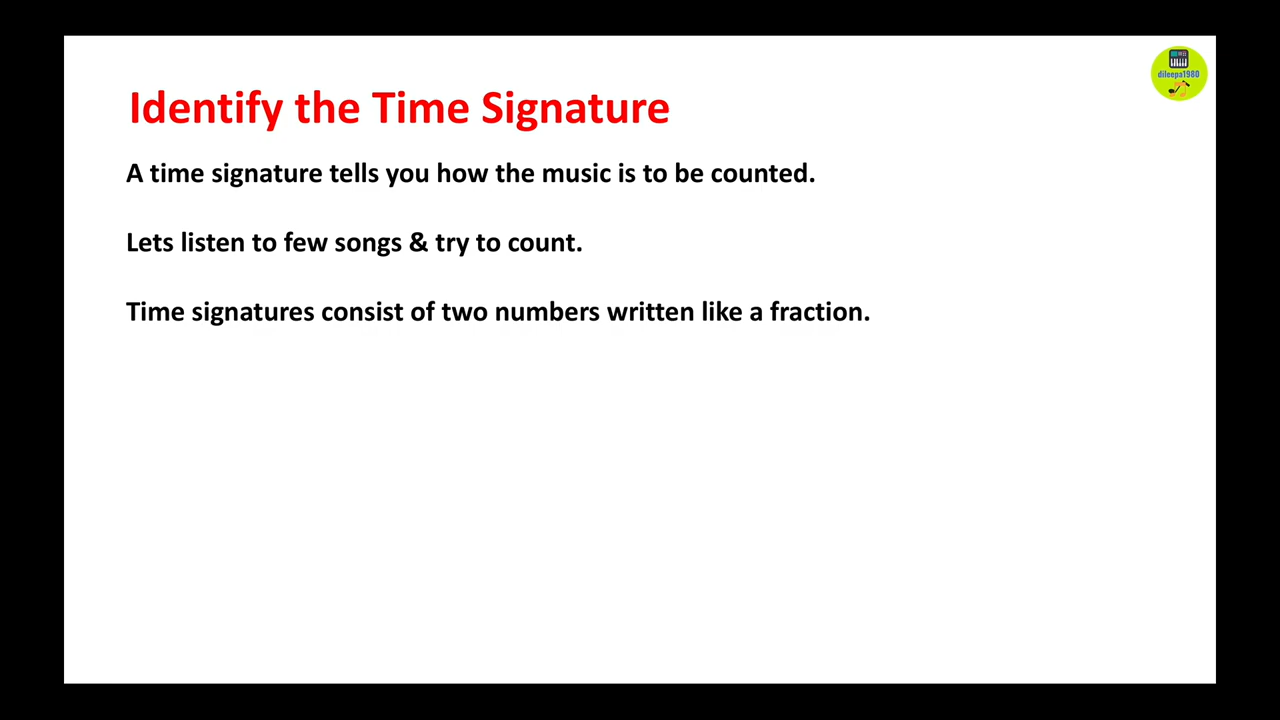 dileepa1980
Identify the Time Signature
A time signature tells you how the music is to be counted.
Lets listen to few songs & try to count.
Time signatures consist of two numbers written like a fraction.